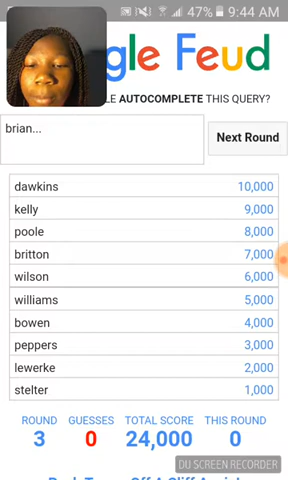 47% 9:44 AM
gle Feud
LE AUTOCOMPLETE THIS QUERY?
brian...
Next Round
dawkins 10,000
kelly 9,000
poole 8,000
britton 7,000
wilson 6,000
williams 5,000
bowen 4,000
peppers 3,000
lewerke 2,000
stelter 1,000
ROUND GUESSES TOTAL SCORE THIS ROUND
3 0 24,000 0
DU SCREEN RECORDER